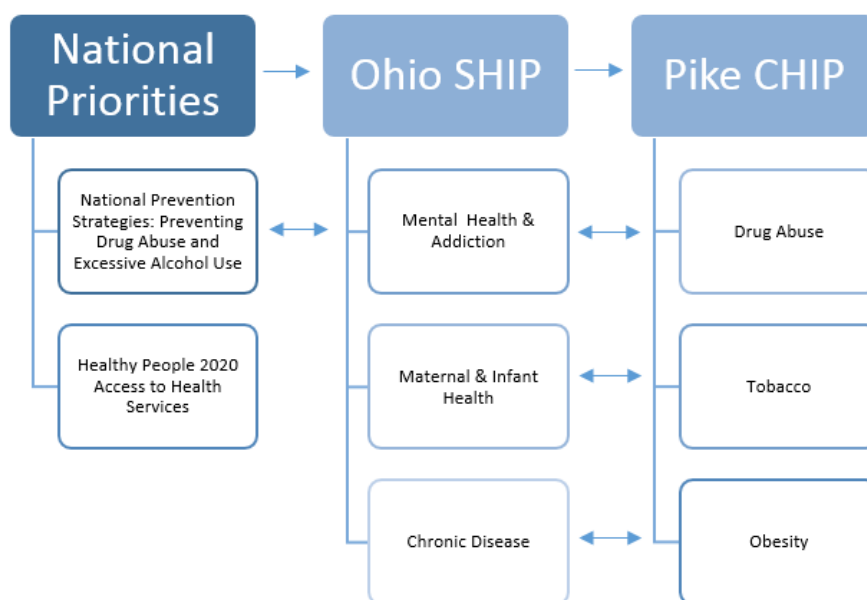 National
Priorities
Ohio SHIP
Pike CHIP
National Prevention
Strategies: Preventing
Drug Abuse and
Excessive Alcohol Use
Mental Health &
Addiction
Drug Abuse
Healthy People 2020
Access to Health
Services
Maternal & Infant
Health
Tobacco
Chronic Disease
Obesity